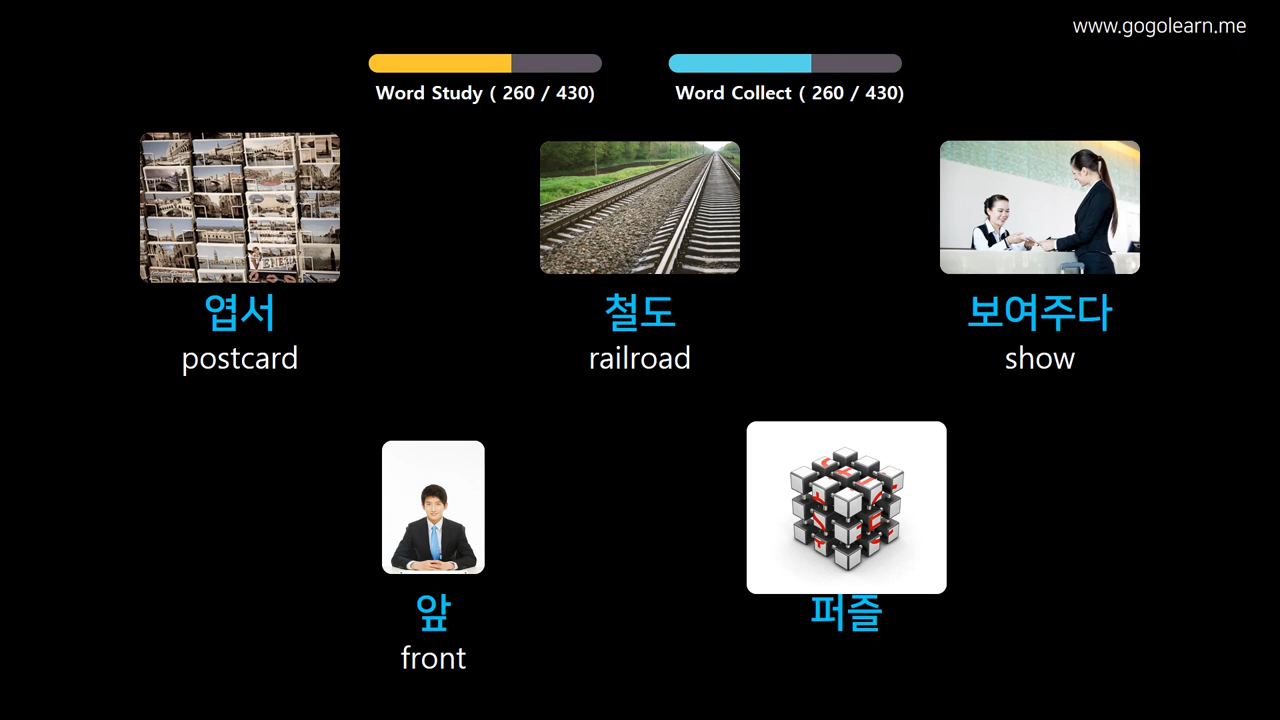 www.gogolearn.me
Word Study ( 260 / 430)
Word Collect ( 260 / 430)
엽서
postcard
철도
railroad
보여주다
show
앞
front
퍼즐